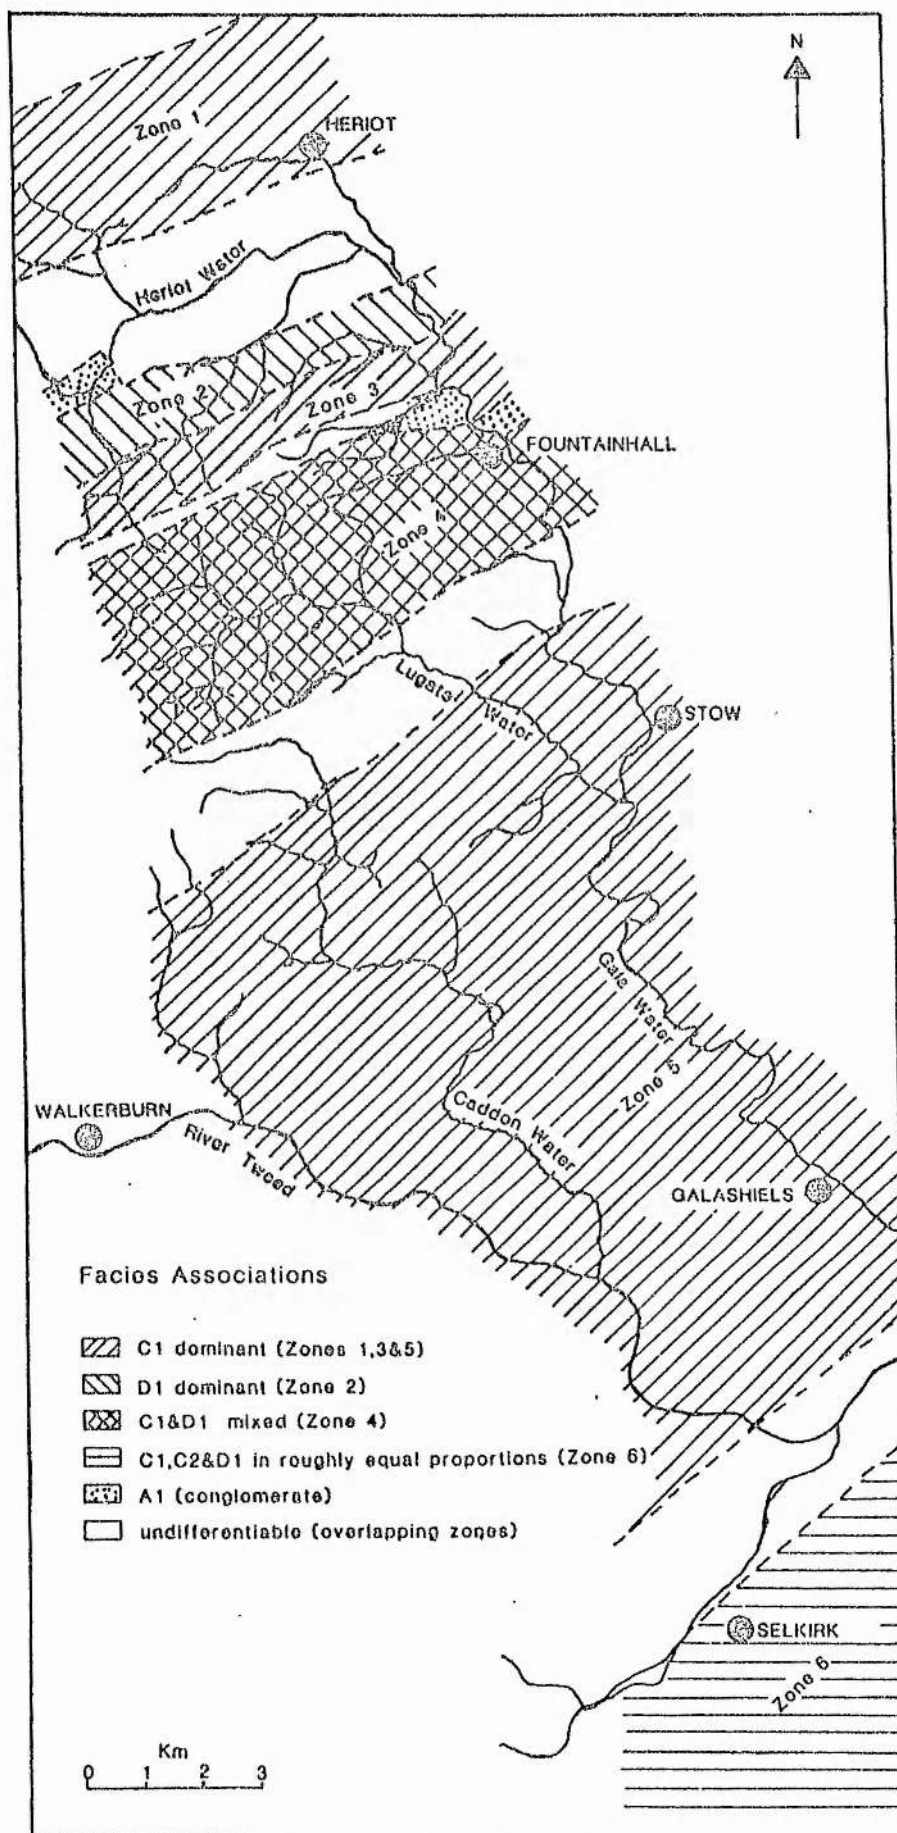 N
Zone 1
HERIOT
Heriot Water
Zone 2
Zone 3
FOUNTAINHALL
Zone 4
Lugate Water
STOW
Gala Water
Zone 5
WALKERBURN
River Tweed
Caddon Water
GALASHIELS
Facies Associations
C1 dominant (Zones 1,3&5)
D1 dominant (Zone 2)
C1&D1 mixed (Zone 4)
C1,C2&D1 in roughly equal proportions (Zone 6)
A1 (conglomerate)
undifferentiable (overlapping zones)
SELKIRK
Zone 6
Km
0 1 2 3